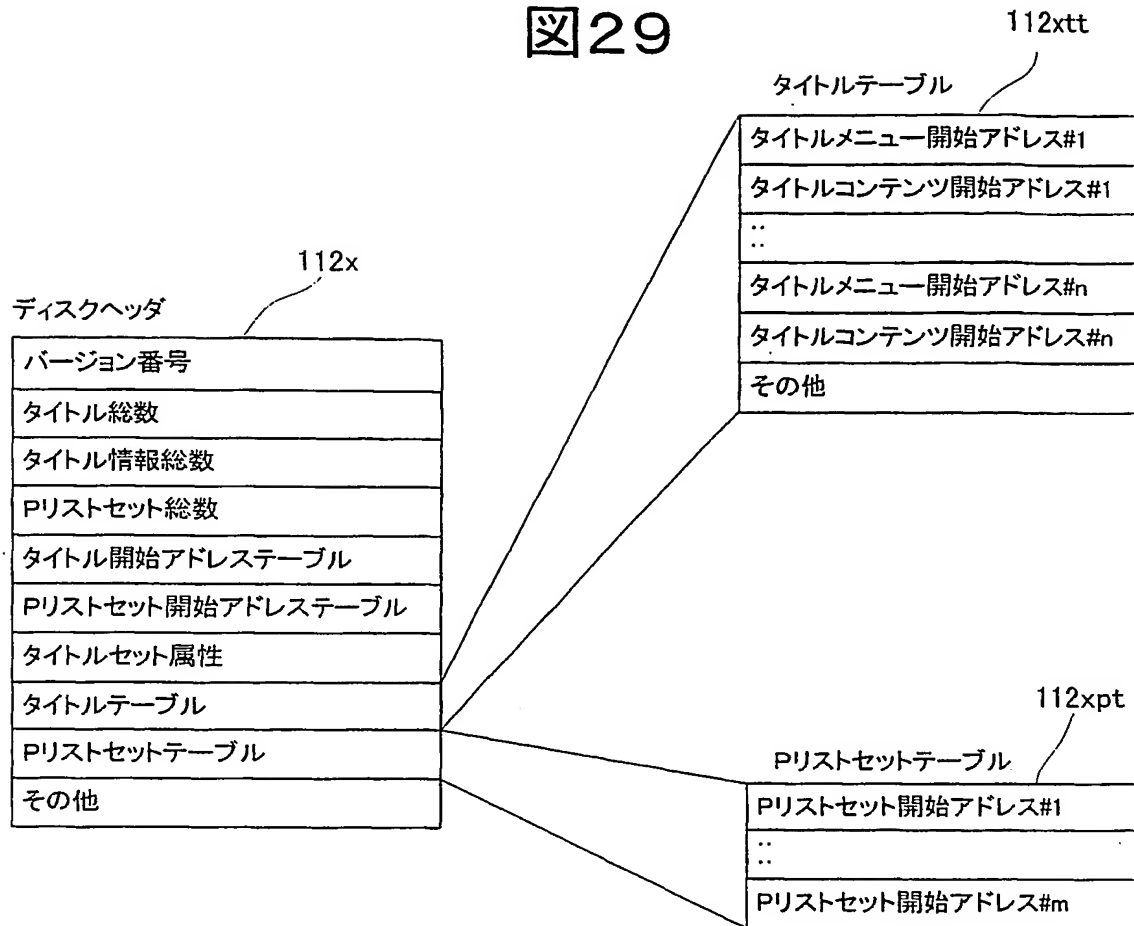 図29
112xtt
タイトルテーブル
タイトルメニュー開始アドレス#1
タイトルコンテンツ開始アドレス#1
::
タイトルメニュー開始アドレス#n
タイトルコンテンツ開始アドレス#n
その他
112x
ディスクヘッダ
バージョン番号
タイトル総数
タイトル情報総数
Pリストセット総数
タイトル開始アドレステーブル
Pリストセット開始アドレステーブル
タイトルセット属性
タイトルテーブル
Pリストセットテーブル
その他
112xpt
Pリストセットテーブル
Pリストセット開始アドレス#1
::
Pリストセット開始アドレス#m